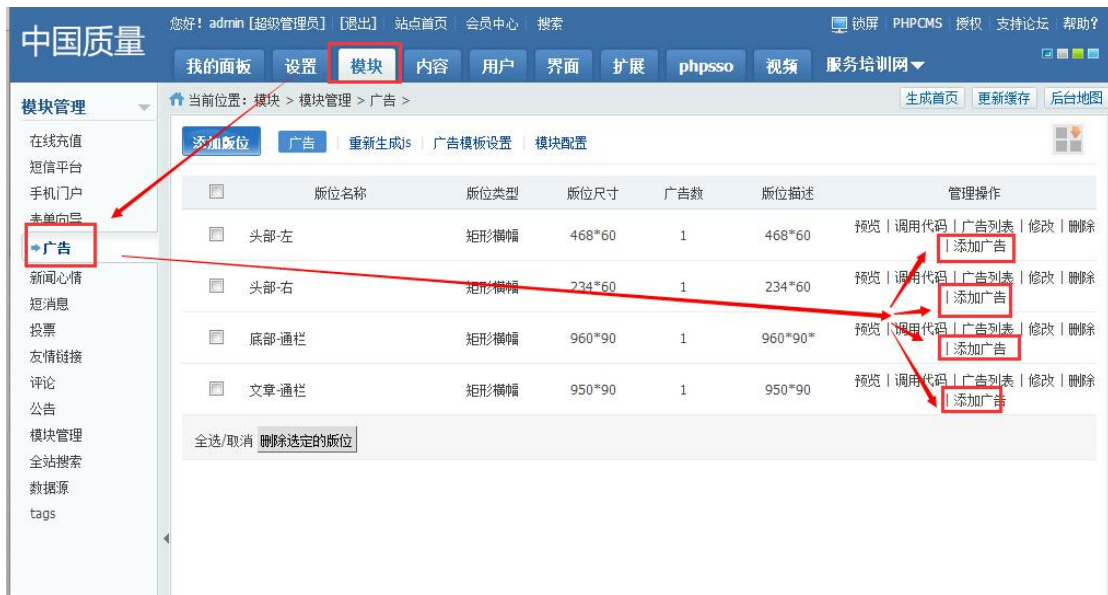 中国质量
您好！admin [超级管理员] | [退出] 站点首页 会员中心 搜索
锁屏 PHPCMS 授权 支持论坛 帮助?
我的面板 设置 模块 内容 用户 界面 扩展 phpsso 视频 服务培训网
模块管理
当前位置：模块 > 模块管理 > 广告 >
生成首页 更新缓存 后台地图
在线充值
短信平台
手机门户
表单向导
广告
新闻心情
短消息
投票
友情链接
评论
公告
模块管理
全站搜索
数据源
tags
添加版位 广告 | 重新生成js | 广告模板设置 | 模块配置
版位名称 版位类型 版位尺寸 广告数 版位描述 管理操作
头部-左 矩形横幅 468*60 1 468*60 预览 | 调用代码 | 广告列表 | 修改 | 删除
| 添加广告
头部-右 矩形横幅 234*60 1 234*60 预览 | 调用代码 | 广告列表 | 修改 | 删除
| 添加广告
底部-通栏 矩形横幅 960*90 1 960*90* 预览 | 调用代码 | 广告列表 | 修改 | 删除
| 添加广告
文章-通栏 矩形横幅 950*90 1 950*90 预览 | 调用代码 | 广告列表 | 修改 | 删除
| 添加广告
全选/取消 删除选定的版位